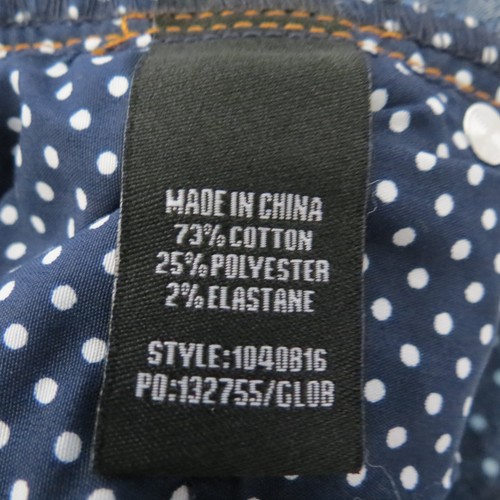 MADE IN CHINA
73% COTTON
25% POLYESTER
2% ELASTANE
STYLE:1040816
PO:132755/GLOB